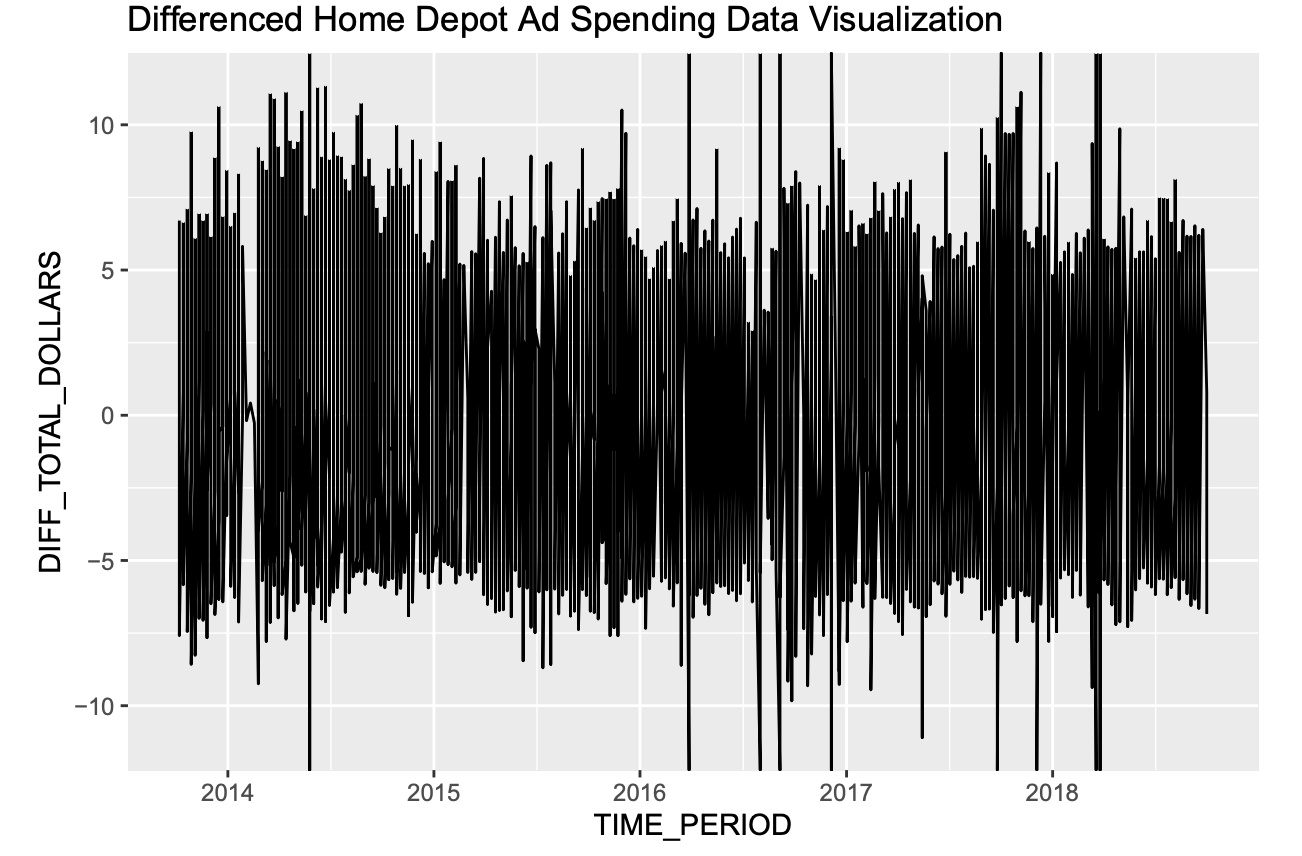 Differenced Home Depot Ad Spending Data Visualization
DIFF_TOTAL_DOLLARS
10
5
0
−5
−10
2014 2015 2016 2017 2018
TIME_PERIOD